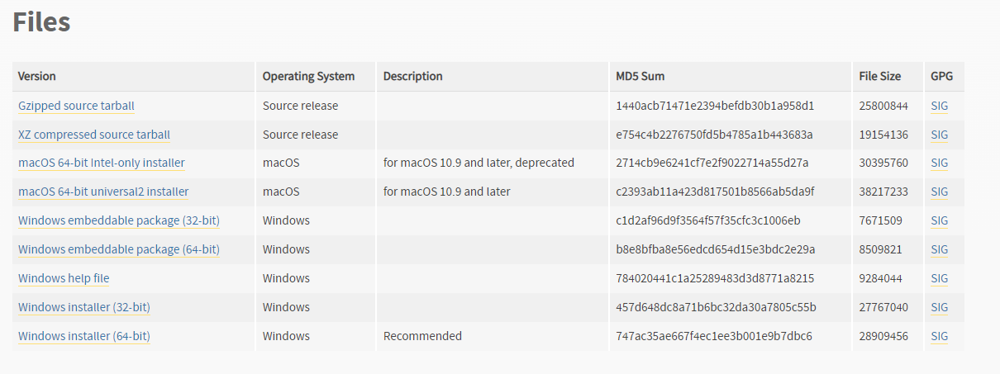 Files
Version Operating System Description MD5 Sum File Size GPG
Gzipped source tarball Source release 1440acb71471e2394befdb30b1a958d1 25800844 SIG
XZ compressed source tarball Source release e754c4b2276750fd5b4785a1b443683a 19154136 SIG
macOS 64-bit Intel-only installer macOS for macOS 10.9 and later, deprecated 2714cb9e6241cf7e2f9022714a55d27a 30395760 SIG
macOS 64-bit universal2 installer macOS for macOS 10.9 and later c2393ab11a423d817501b8566ab5da9f 38217233 SIG
Windows embeddable package (32-bit) Windows c1d2af96d9f3564f57f35cfc3c1006eb 7671509 SIG
Windows embeddable package (64-bit) Windows b8e8bfba8e56edcd654d15e3bdc2e29a 8509821 SIG
Windows help file Windows 784020441c1a25289483d3d8771a8215 9284044 SIG
Windows installer (32-bit) Windows 457d648dc8a71b6bc32da30a7805c55b 27767040 SIG
Windows installer (64-bit) Windows Recommended 747ac35ae667f4ec1ee3b001e9b7dbc6 28909456 SIG